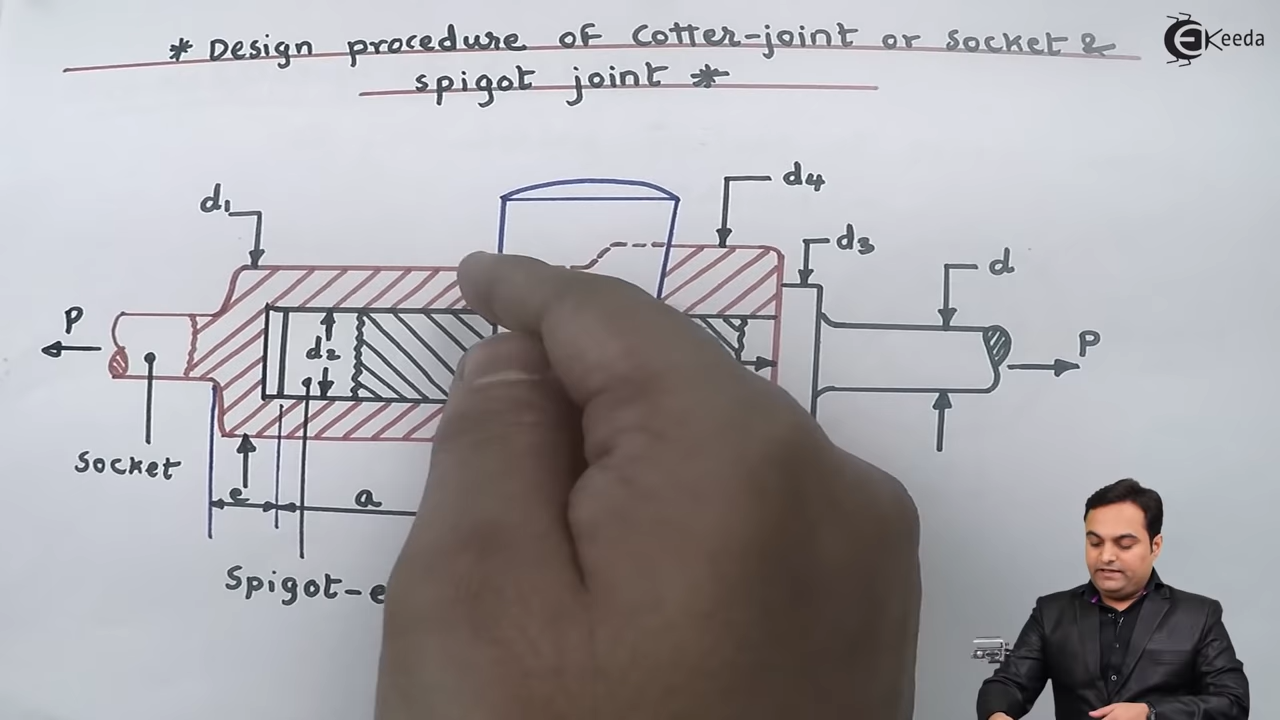 * Design procedure of Cotter-joint or Socket &
spigot joint *
EKeeda
d1
d4
d3
d
P
d2
P
Socket
e
a
Spigot-e